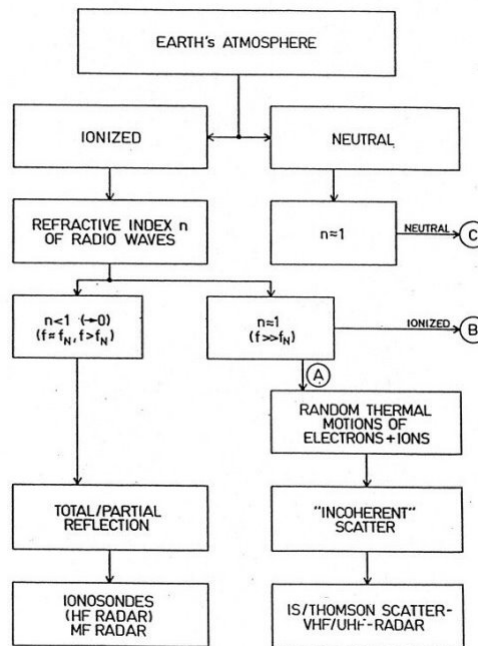 EARTH's ATMOSPHERE
IONIZED
NEUTRAL
REFRACTIVE INDEX n
OF RADIO WAVES
n≈1
NEUTRAL
C
n<1 (→0)
(f≈fN, f>fN)
n≈1
(f>>fN)
IONIZED
B
A
RANDOM THERMAL
MOTIONS OF
ELECTRONS+IONS
TOTAL/PARTIAL
REFLECTION
"INCOHERENT"
SCATTER
IONOSONDES
(HF RADAR)
MF RADAR
IS/THOMSON SCATTER-
VHF/UHF-RADAR